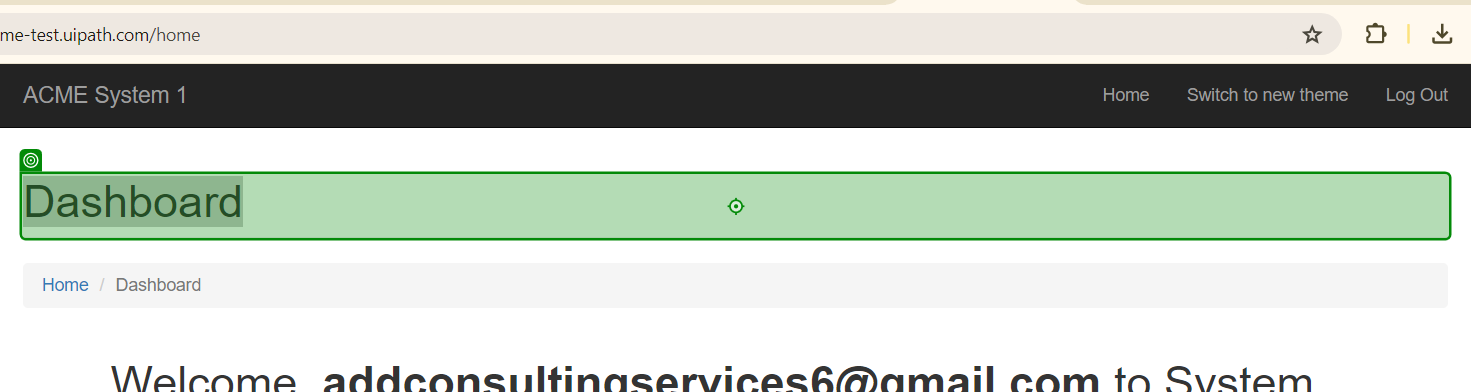 me-test.uipath.com/home
ACME System 1 Home Switch to new theme Log Out
Dashboard
Home / Dashboard
Welcome, addconsultingservices6@gmail.com to System